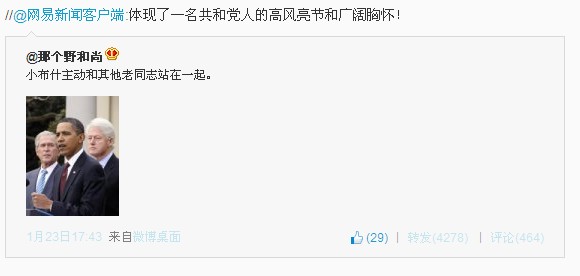 //@网易新闻客户端:体现了一名共和党人的高风亮节和广阔胸怀！
@那个野和尚
小布什主动和其他老同志站在一起。
1月23日17:43 来自微博桌面 (29) | 转发(4278) | 评论(464)